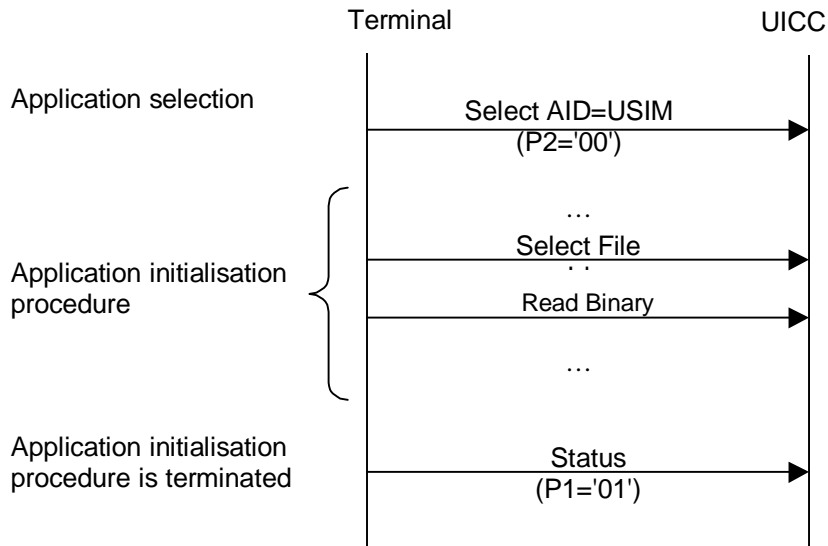 Terminal UICC
Application selection
Select AID=USIM
(P2='00')
...
Select File
. .
Application initialisation
procedure
Read Binary
...
Application initialisation
procedure is terminated
Status
(P1='01')